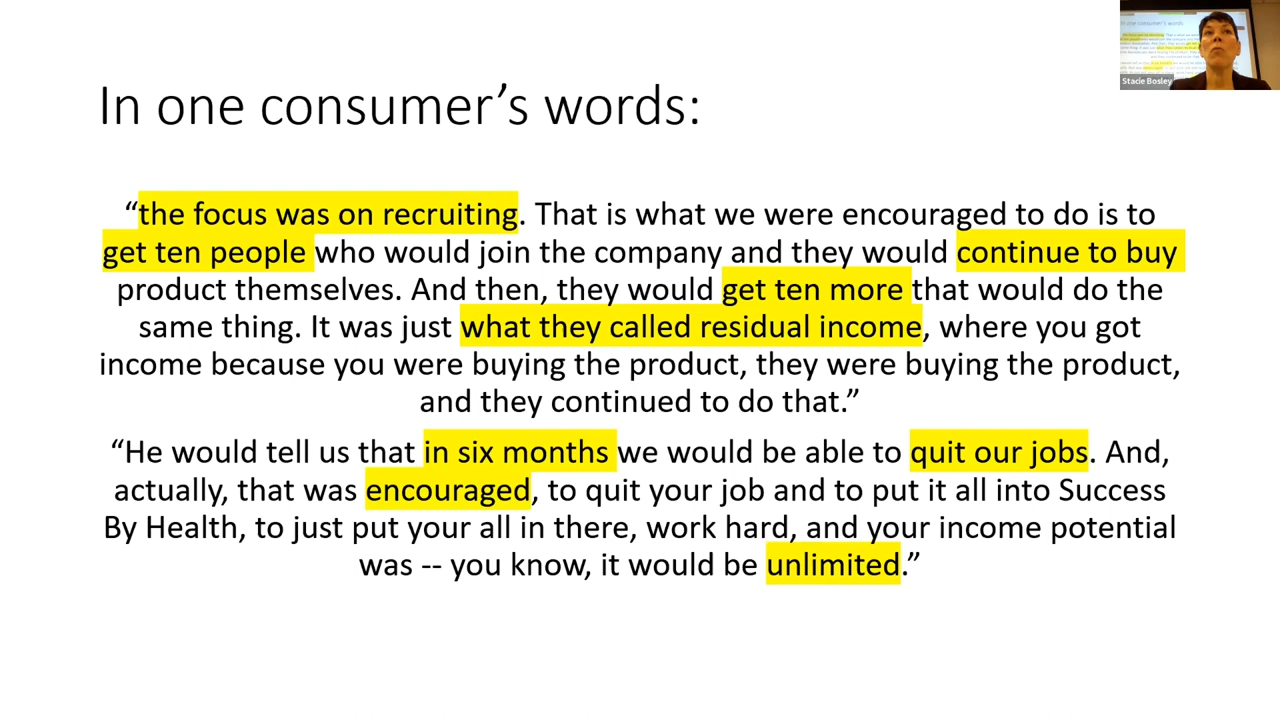 In one consumer's words:
Stacie Bosley
“the focus was on recruiting. That is what we were encouraged to do is to
get ten people who would join the company and they would continue to buy
product themselves. And then, they would get ten more that would do the
same thing. It was just what they called residual income, where you got
income because you were buying the product, they were buying the product,
and they continued to do that.”
“He would tell us that in six months we would be able to quit our jobs. And,
actually, that was encouraged, to quit your job and to put it all into Success
By Health, to just put your all in there, work hard, and your income potential
was -- you know, it would be unlimited.”